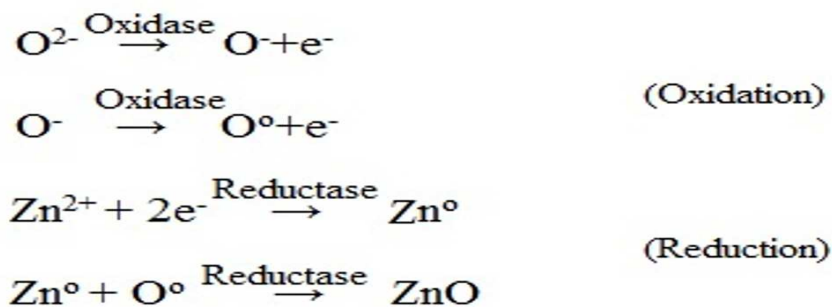 O²⁻ Oxidase → O⁻+e⁻
(Oxidation)
O⁻ Oxidase → Oº+e⁻
Zn²⁺ + 2e⁻ Reductase → Znº
(Reduction)
Znº + Oº Reductase → ZnO